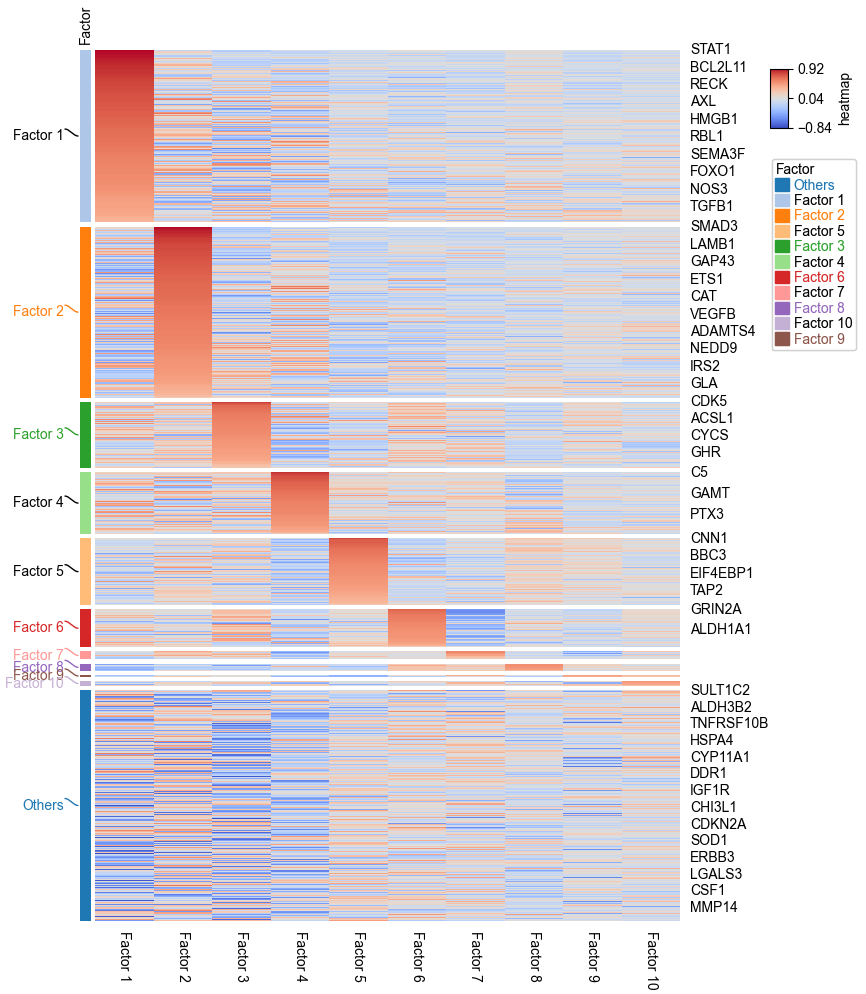 Factor
STAT1
BCL2L11
RECK
AXL
HMGB1
RBL1
SEMA3F
FOXO1
NOS3
TGFB1
SMAD3
LAMB1
GAP43
ETS1
CAT
VEGFB
ADAMTS4
NEDD9
IRS2
GLA
CDK5
ACSL1
CYCS
GHR
C5
GAMT
PTX3
CNN1
BBC3
EIF4EBP1
TAP2
GRIN2A
ALDH1A1
SULT1C2
ALDH3B2
TNFRSF10B
HSPA4
CYP11A1
DDR1
IGF1R
CHI3L1
CDKN2A
SOD1
ERBB3
LGALS3
CSF1
MMP14
Factor 1
Factor 2
Factor 3
Factor 4
Factor 5
Factor 6
Factor 7
Factor 8
Factor 9
Factor 10
Others
Factor 1
Factor 2
Factor 3
Factor 4
Factor 5
Factor 6
Factor 7
Factor 8
Factor 9
Factor 10
0.92
0.04
−0.84
heatmap
Factor
Others
Factor 1
Factor 2
Factor 5
Factor 3
Factor 4
Factor 6
Factor 7
Factor 8
Factor 10
Factor 9